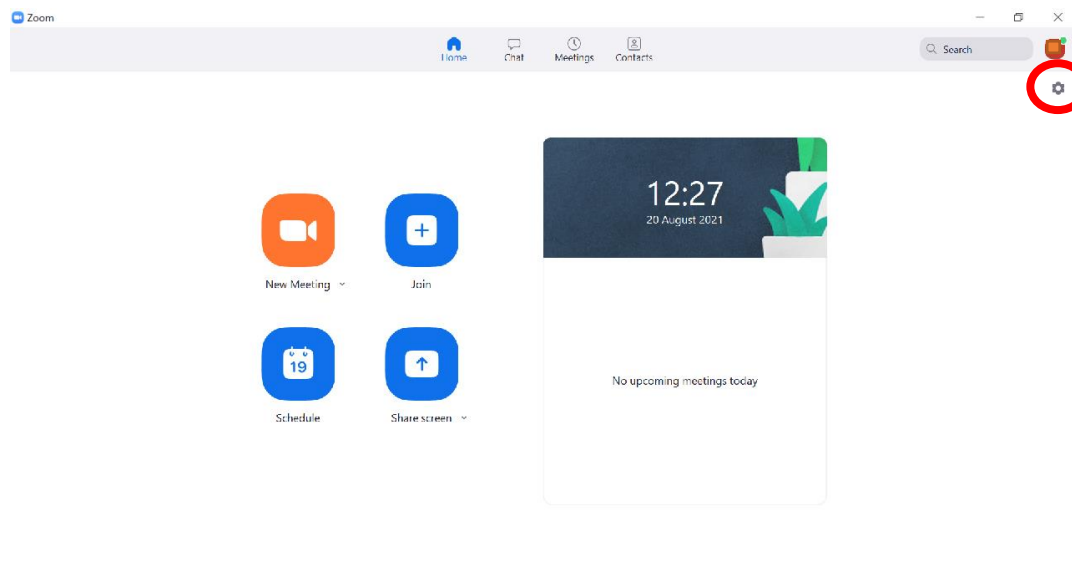 Zoom
Home
Chat
Meetings
Contacts
Search
12:27
20 August 2021
New Meeting
Join
19
Schedule
Share screen
No upcoming meetings today